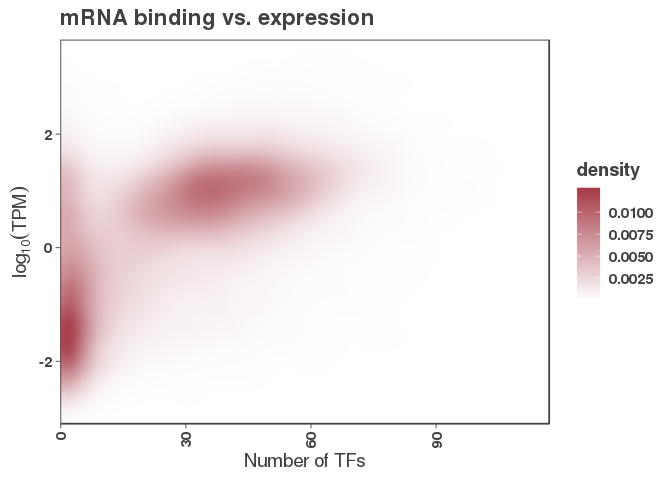 mRNA binding vs. expression
log10(TPM)
2
0
-2
0
30
60
90
Number of TFs
density
0.0100
0.0075
0.0050
0.0025